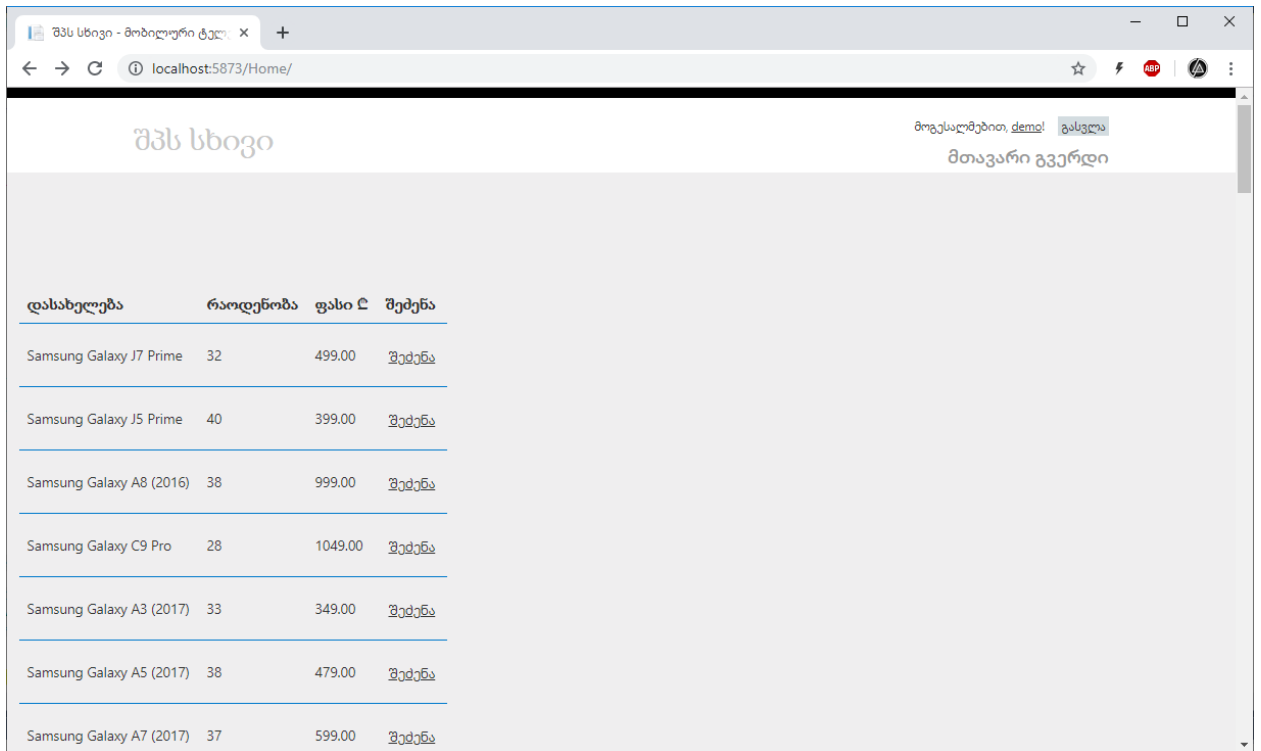 შპს სხივი - მობილური ტელ
localhost:5873/Home/
ABP
შპს სხივი
მოგესალმებით, demo! გასვლა
მთავარი გვერდი
დასახელება რაოდენობა ფასი ₾ შეძენა
Samsung Galaxy J7 Prime 32 499.00 შეძენა
Samsung Galaxy J5 Prime 40 399.00 შეძენა
Samsung Galaxy A8 (2016) 38 999.00 შეძენა
Samsung Galaxy C9 Pro 28 1049.00 შეძენა
Samsung Galaxy A3 (2017) 33 349.00 შეძენა
Samsung Galaxy A5 (2017) 38 479.00 შეძენა
Samsung Galaxy A7 (2017) 37 599.00 შეძენა